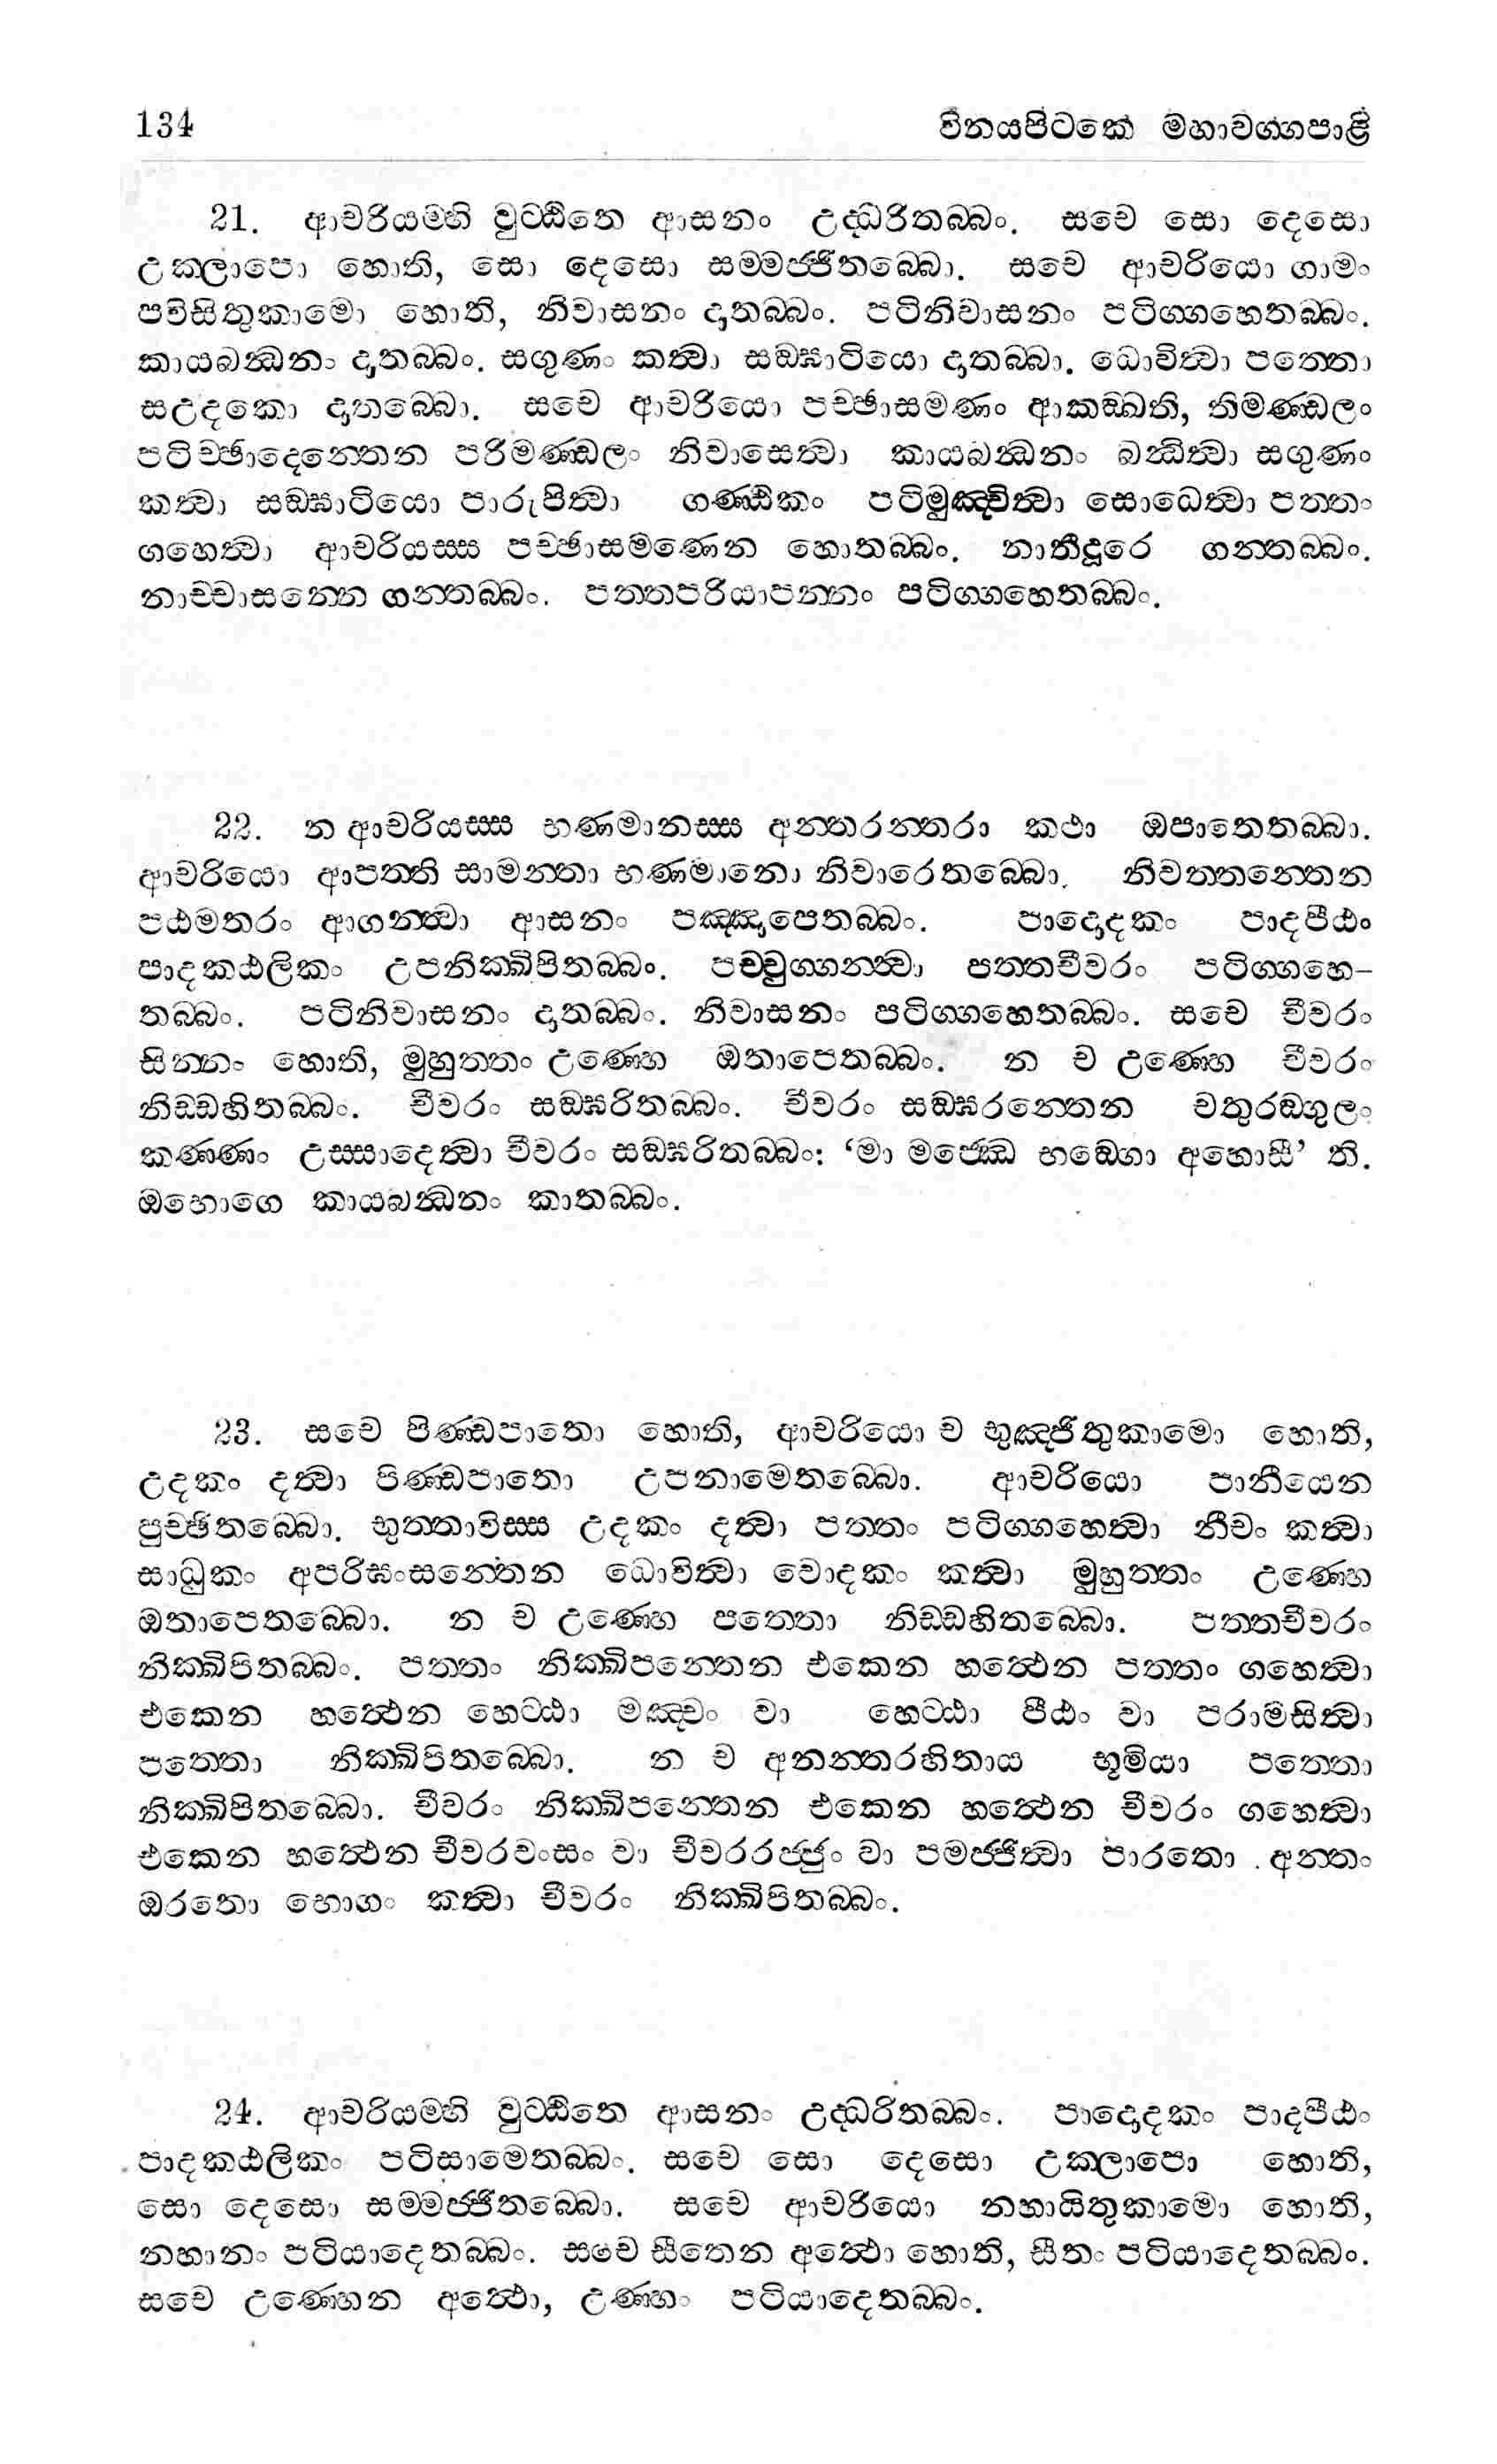 134 විනයපිටකේ මහාවග්ගපාළි
21. ආචරියම්හි වුට්ඨිතෙ ආසනං උද්ධරිතබ්බං. සචෙ සො දෙසො
උක්ලාපො හොති, සො දෙසො සම්මජ්ජිතබ්බො. සචෙ ආචරියො ගාමං
පවිසිතුකාමො හොති, නිවාසනං දාතබ්බං. පටිනිවාසනං පටිග්ගහෙතබ්බං.
කායබන්ධනං දාතබ්බං. සගුණං කත්වා සඞ්ඝාටියො දාතබ්බා. ධොවිත්වා පත්තො
සඋදකො දාතබ්බො. සචෙ ආචරියො පච්ඡාසමණං ආකඞ්ඛති, තිමණ්ඩලං
පටිච්ඡාදෙන්තෙන පරිමණ්ඩලං නිවාසෙත්වා කායබන්ධනං බන්ධිත්වා සගුණං
කත්වා සඞ්ඝාටියො පාරුපිත්වා ගණ්ඨිකං පටිමුඤ්චිත්වා සොධෙත්වා පත්තං
ගහෙත්වා ආචරියස්ස පච්ඡාසමණෙන හොතබ්බං. නාතිදූරෙ ගන්තබ්බං.
නාච්චාසන්නෙ ගන්තබ්බං. පත්තපරියාපන්නං පටිග්ගහෙතබ්බං.
22. න ආචරියස්ස භණමානස්ස අන්තරන්තරා කථා ඔපාතෙතබ්බා.
ආචරියො ආපත්ති සාමන්තා භණමානො නිවාරෙතබ්බො. නිවත්තන්තෙන
පඨමතරං ආගන්ත්වා ආසනං පඤ්ඤාපෙතබ්බං. පාදොදකං පාදපීඨං
පාදකඨලිකං උපනික්ඛිපිතබ්බං. පච්චුග්ගන්ත්වා පත්තචීවරං පටිග්ගහෙ-
තබ්බං. පටිනිවාසනං දාතබ්බං. නිවාසනං පටිග්ගහෙතබ්බං. සචෙ චීවරං
සින්නං හොති, මුහුත්තං උණ්හෙ ඔතාපෙතබ්බං. න ච උණ්හෙ චීවරං
නිඩ්ඩහිතබ්බං. චීවරං සඞ්ඝරිතබ්බං. චීවරං සඞ්ඝරන්තෙන චතුරඞ්ගුලං
කණ්ණං උස්සාදෙත්වා චීවරං සඞ්ඝරිතබ්බං: ‘මා මජ්ඣෙ භඞ්ගො අහොසී’ ති.
ඔභොගෙ කායබන්ධනං කාතබ්බං.
23. සචෙ පිණ්ඩපාතො හොති, ආචරියො ච භුඤ්ජිතුකාමො හොති,
උදකං දත්වා පිණ්ඩපාතො උපනාමෙතබ්බො. ආචරියො පානීයෙන
පුච්ඡිතබ්බො. භුත්තාවිස්ස උදකං දත්වා පත්තං පටිග්ගහෙත්වා නීචං කත්වා
සාධුකං අපරිඝංසන්තෙන ධොවිත්වා වොදකං කත්වා මුහුත්තං උණ්හෙ
ඔතාපෙතබ්බො. න ච උණ්හෙ පත්තො නිඩ්ඩහිතබ්බො. පත්තචීවරං
නික්ඛිපිතබ්බං. පත්තං නික්ඛිපන්තෙන එකෙන හත්ථෙන පත්තං ගහෙත්වා
එකෙන හත්ථෙන හෙට්ඨා මඤ්චං වා හෙට්ඨා පීඨං වා පරාමසිත්වා
පත්තො නික්ඛිපිතබ්බො. න ච අනන්තරහිතාය භූමියා පත්තො
නික්ඛිපිතබ්බො. චීවරං නික්ඛිපන්තෙන එකෙන හත්ථෙන චීවරං ගහෙත්වා
එකෙන හත්ථෙන චීවරවංසං වා චීවරරජ්ජුං වා පමජ්ජිත්වා පාරතො අන්තං
ඔරතො භොගං කත්වා චීවරං නික්ඛිපිතබ්බං.
24. ආචරියම්හි වුට්ඨිතෙ ආසනං උද්ධරිතබ්බං. පාදොදකං පාදපීඨං
පාදකඨලිකං පටිසාමෙතබ්බං. සචෙ සො දෙසො උක්ලාපො හොති,
සො දෙසො සම්මජ්ජිතබ්බො. සචෙ ආචරියො නහායිතුකාමො හොති,
නහානං පටියාදෙතබ්බං. සචෙ සීතෙන අත්ථො හොති, සීතං පටියාදෙතබ්බං.
සචෙ උණ්හෙන අත්ථො, උණ්හං පටියාදෙතබ්බං.